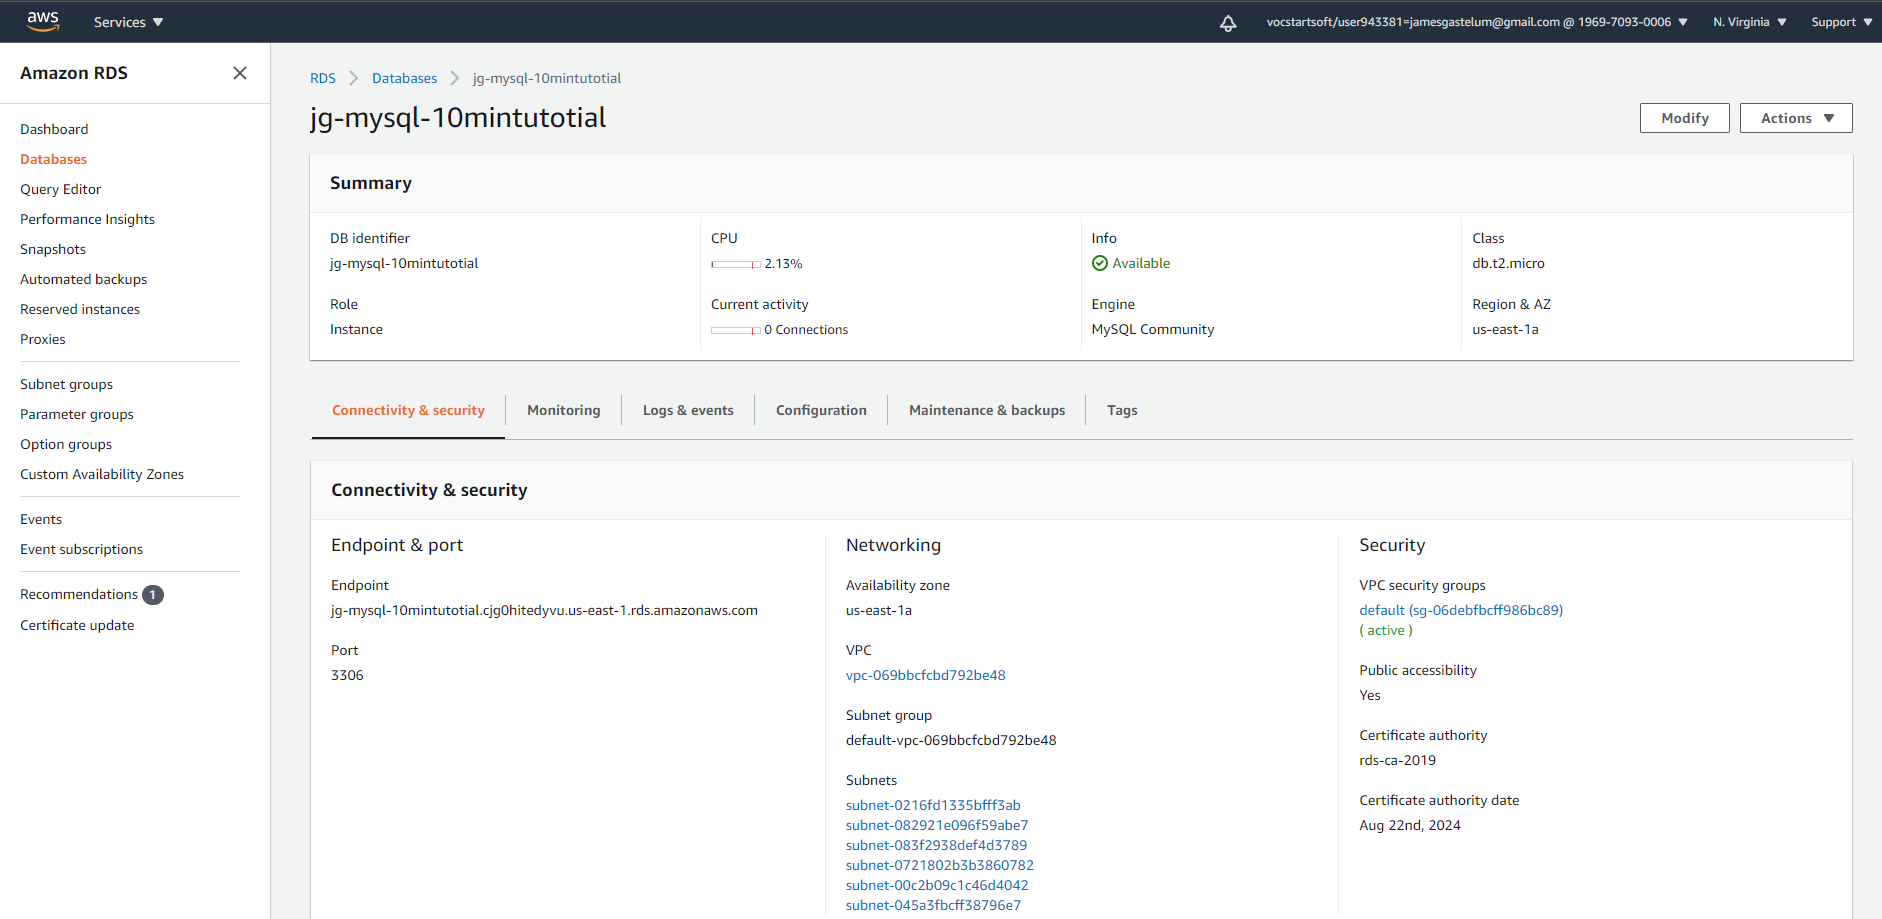 aws
Services
vocstartsoft/user943381=jamesgastelum@gmail.com @ 1969-7093-0006
N. Virginia
Support
Amazon RDS
Dashboard
Databases
Query Editor
Performance Insights
Snapshots
Automated backups
Reserved instances
Proxies
Subnet groups
Parameter groups
Option groups
Custom Availability Zones
Events
Event subscriptions
Recommendations 1
Certificate update
RDS > Databases > jg-mysql-10mintutotial
jg-mysql-10mintutotial
Modify
Actions
Summary
DB identifier
jg-mysql-10mintutotial
CPU
2.13%
Info
Available
Class
db.t2.micro
Role
Instance
Current activity
0 Connections
Engine
MySQL Community
Region & AZ
us-east-1a
Connectivity & security
Monitoring
Logs & events
Configuration
Maintenance & backups
Tags
Connectivity & security
Endpoint & port
Endpoint
jg-mysql-10mintutotial.cjg0hitedyvu.us-east-1.rds.amazonaws.com
Port
3306
Networking
Availability zone
us-east-1a
VPC
vpc-069bbcfcbd792be48
Subnet group
default-vpc-069bbcfcbd792be48
Subnets
subnet-0216fd1335bfff3ab
subnet-082921e096f59abe7
subnet-083f2938def4d3789
subnet-0721802b3b3860782
subnet-00c2b09c1c46d4042
subnet-045a3fbcff38796e7
Security
VPC security groups
default (sg-06debfbcff986bc89)
( active )
Public accessibility
Yes
Certificate authority
rds-ca-2019
Certificate authority date
Aug 22nd, 2024